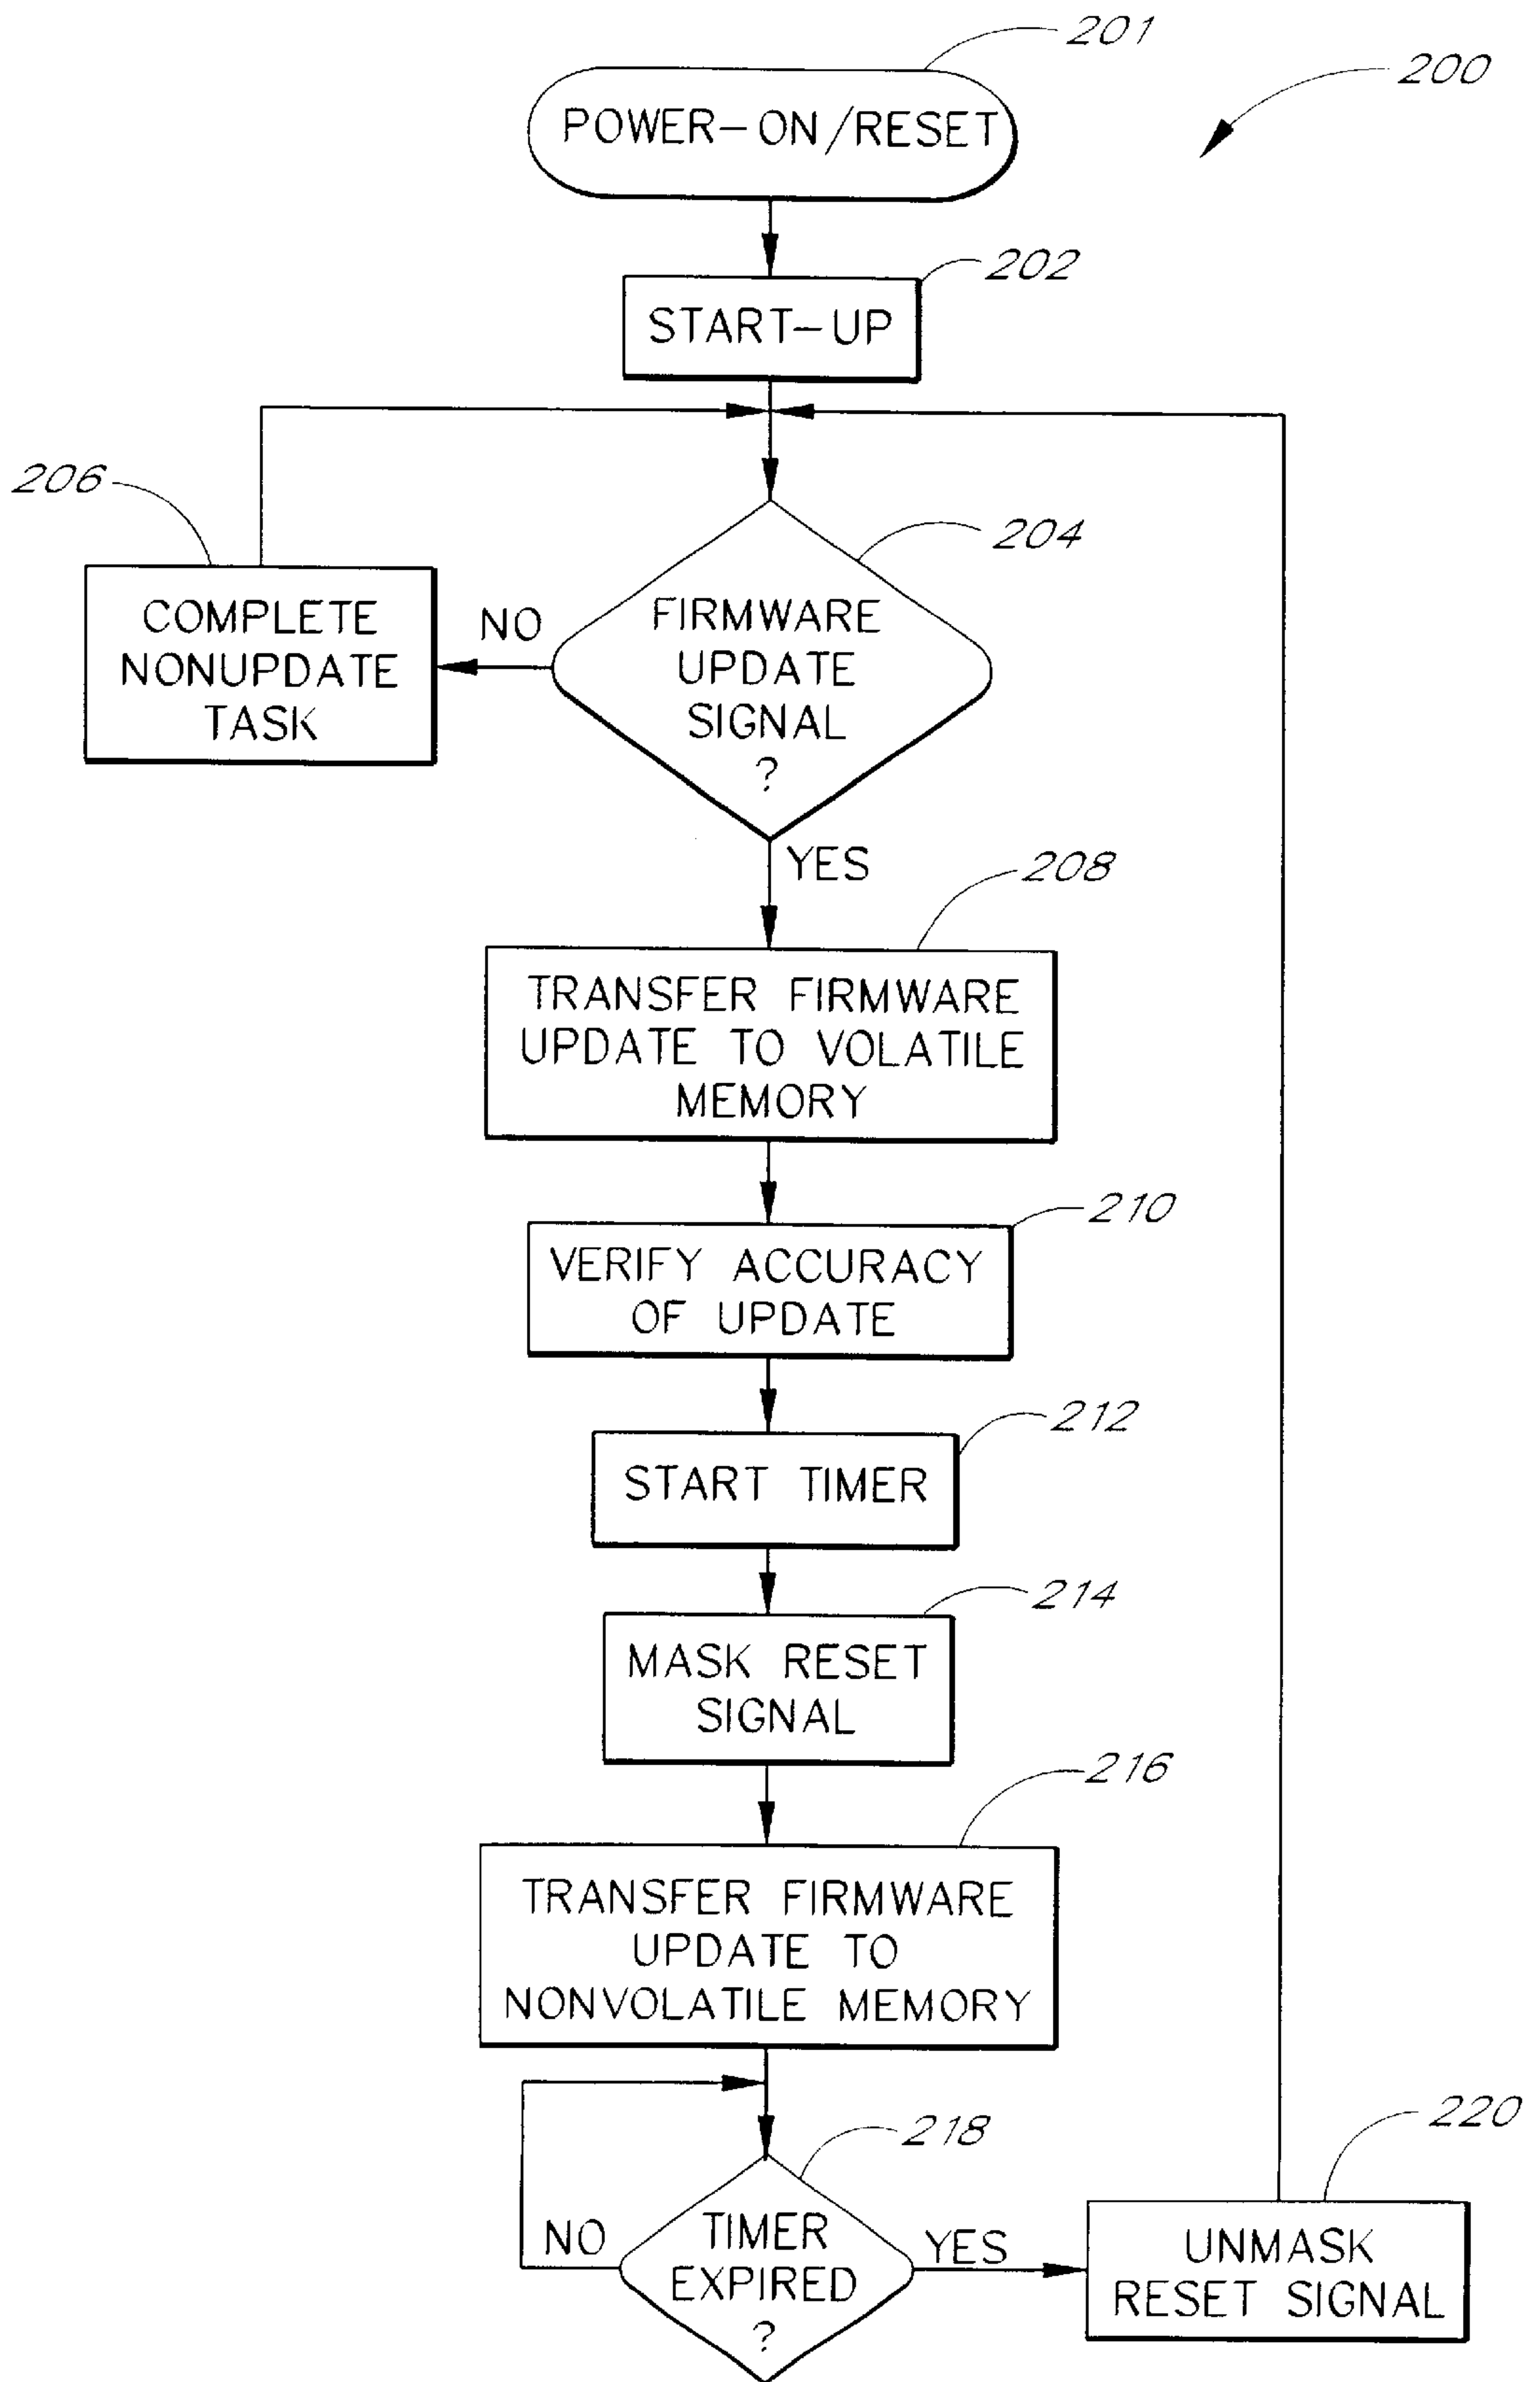 201
200
POWER-ON/RESET
202
START-UP
206
204
COMPLETE
NONUPDATE
TASK
NO
FIRMWARE
UPDATE
SIGNAL
?
YES
208
TRANSFER FIRMWARE
UPDATE TO VOLATILE
MEMORY
210
VERIFY ACCURACY
OF UPDATE
212
START TIMER
214
MASK RESET
SIGNAL
216
TRANSFER FIRMWARE
UPDATE TO
NONVOLATILE MEMORY
218
220
NO
TIMER
EXPIRED
?
YES
UNMASK
RESET SIGNAL